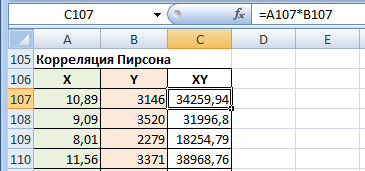 C107 fx =A107*B107
A B C D E
105 Корреляция Пирсона
106 X Y XY
107 10,89 3146 34259,94
108 9,09 3520 31996,8
109 8,01 2279 18254,79
110 11,56 3371 38968,76